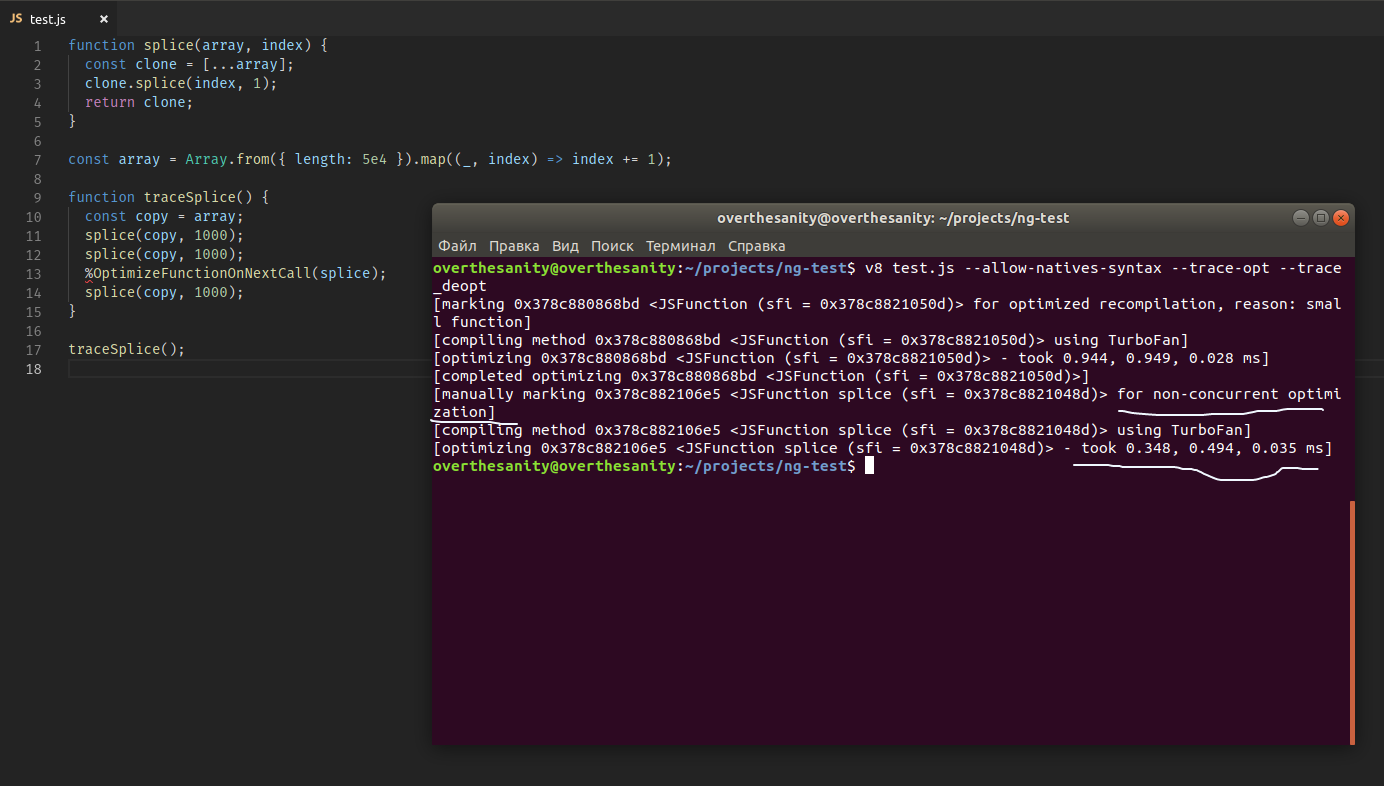 JS test.js ×
1 function splice(array, index) {
2 const clone = [...array];
3 clone.splice(index, 1);
4 return clone;
5 }
6
7 const array = Array.from({ length: 5e4 }).map((_, index) => index += 1);
8
9 function traceSplice() {
10 const copy = array;
11 splice(copy, 1000);
12 splice(copy, 1000);
13 %OptimizeFunctionOnNextCall(splice);
14 splice(copy, 1000);
15 }
16
17 traceSplice();
18
overthesanity@overthesanity: ~/projects/ng-test
Файл Правка Вид Поиск Терминал Справка
overthesanity@overthesanity:~/projects/ng-test$ v8 test.js --allow-natives-syntax --trace-opt --trace
_deopt
[marking 0x378c880868bd <JSFunction (sfi = 0x378c8821050d)> for optimized recompilation, reason: smal
l function]
[compiling method 0x378c880868bd <JSFunction (sfi = 0x378c8821050d)> using TurboFan]
[optimizing 0x378c880868bd <JSFunction (sfi = 0x378c8821050d)> - took 0.944, 0.949, 0.028 ms]
[completed optimizing 0x378c880868bd <JSFunction (sfi = 0x378c8821050d)>]
[manually marking 0x378c882106e5 <JSFunction splice (sfi = 0x378c8821048d)> for non-concurrent optimi
zation]
[compiling method 0x378c882106e5 <JSFunction splice (sfi = 0x378c8821048d)> using TurboFan]
[optimizing 0x378c882106e5 <JSFunction splice (sfi = 0x378c8821048d)> - took 0.348, 0.494, 0.035 ms]
overthesanity@overthesanity:~/projects/ng-test$